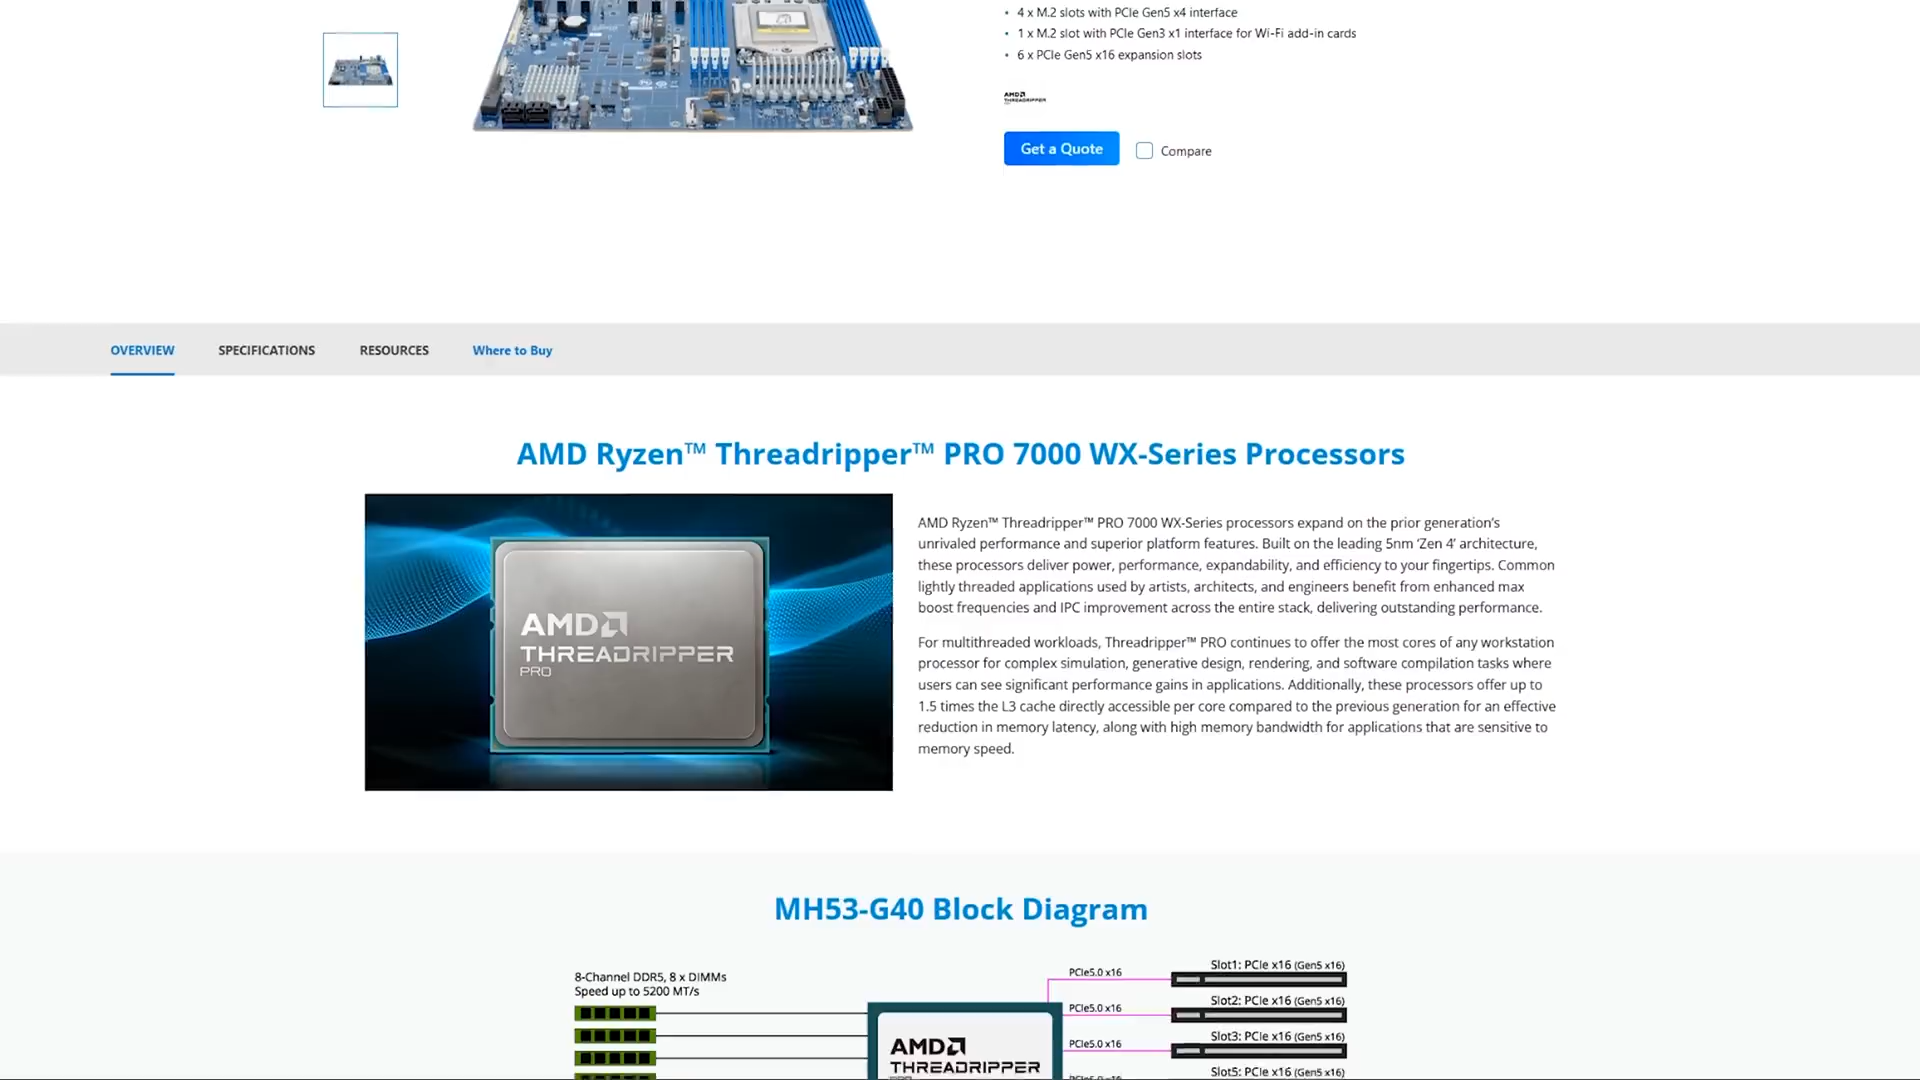 4 x M.2 slots with PCIe Gen5 x4 interface
1 x M.2 slot with PCIe Gen3 x1 interface for Wi-Fi add-in cards
6 x PCIe Gen5 x16 expansion slots
AMD
THREADRIPPER
Get a Quote
Compare
OVERVIEW
SPECIFICATIONS
RESOURCES
Where to Buy
AMD Ryzen™ Threadripper™ PRO 7000 WX-Series Processors
AMD
THREADRIPPER
PRO
AMD Ryzen™ Threadripper™ PRO 7000 WX-Series processors expand on the prior generation's
unrivaled performance and superior platform features. Built on the leading 5nm ‘Zen 4’ architecture,
these processors deliver power, performance, expandability, and efficiency to your fingertips. Common
lightly threaded applications used by artists, architects, and engineers benefit from enhanced max
boost frequencies and IPC improvement across the entire stack, delivering outstanding performance.
For multithreaded workloads, Threadripper™ PRO continues to offer the most cores of any workstation
processor for complex simulation, generative design, rendering, and software compilation tasks where
users can see significant performance gains in applications. Additionally, these processors offer up to
1.5 times the L3 cache directly accessible per core compared to the previous generation for an effective
reduction in memory latency, along with high memory bandwidth for applications that are sensitive to
memory speed.
MH53-G40 Block Diagram
8-Channel DDR5, 8 x DIMMs
Speed up to 5200 MT/s
AMD
THREADRIPPER
PCIe5.0 x16
Slot1: PCIe x16 (Gen5 x16)
PCIe5.0 x16
Slot2: PCIe x16 (Gen5 x16)
PCIe5.0 x16
Slot3: PCIe x16 (Gen5 x16)
Slot5: PCIe x16 (Gen5 x16)